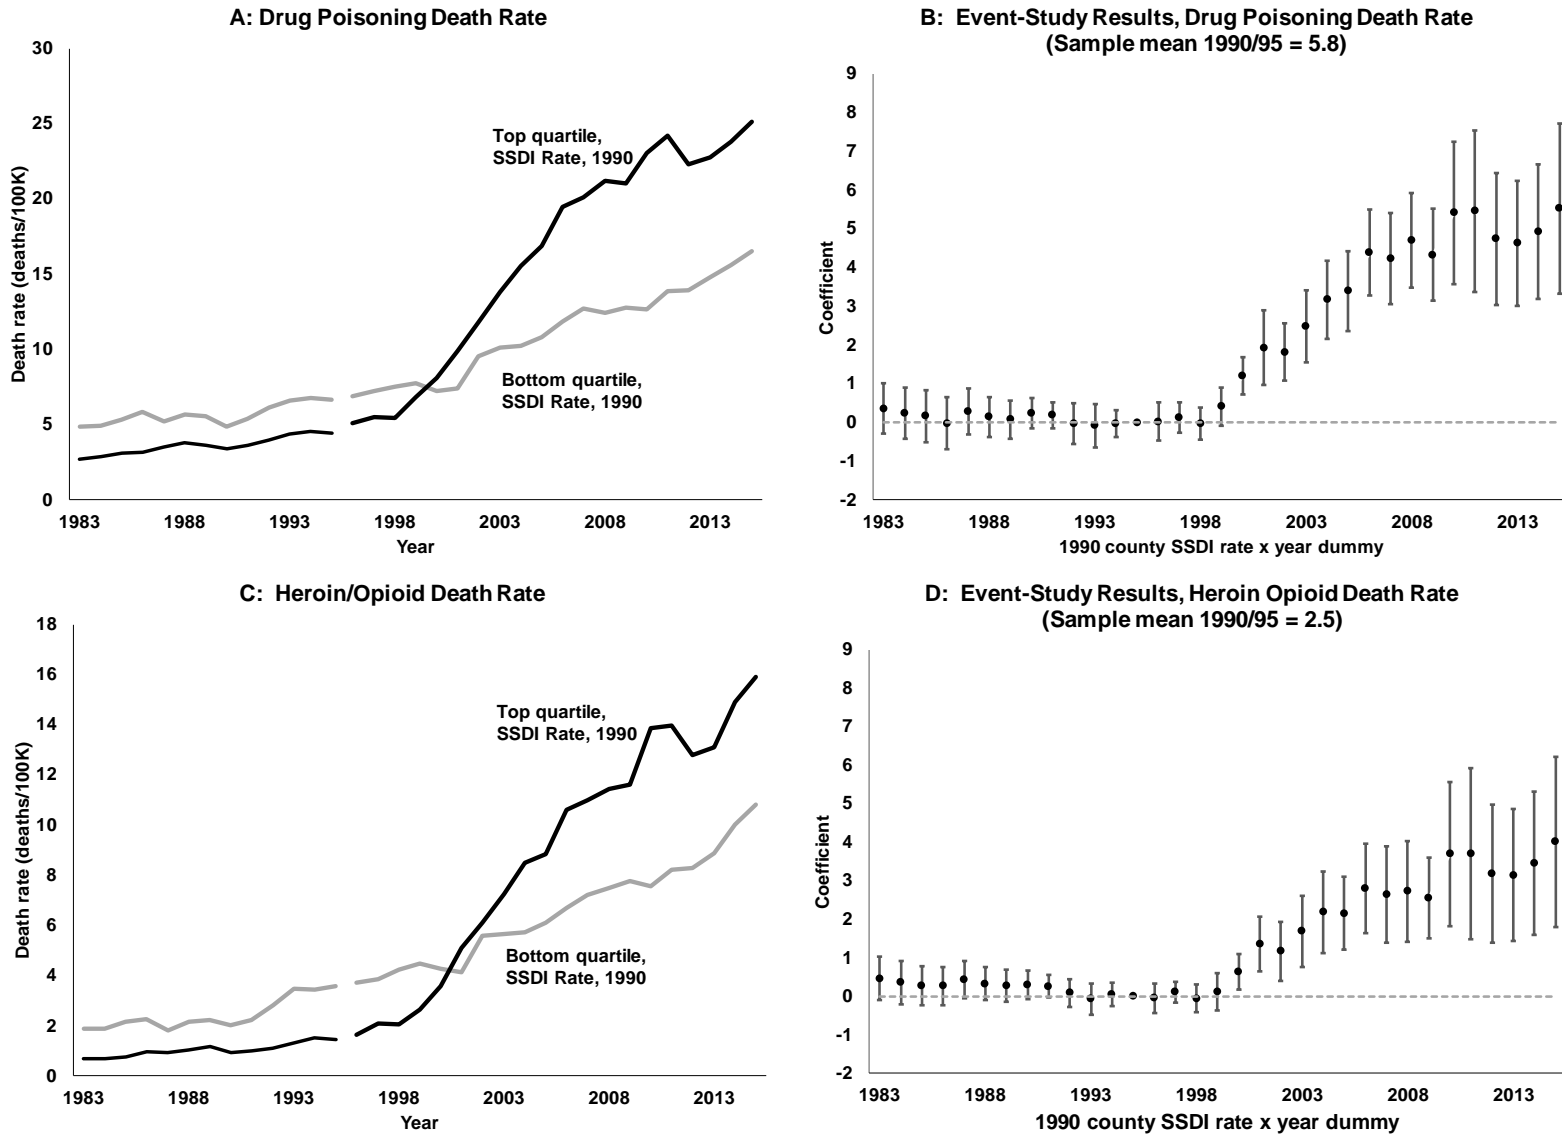 A: Drug Poisoning Death Rate
30
25
20
15
10
5
0
Death rate (deaths/100K)
Top quartile,
SSDI Rate, 1990
Bottom quartile,
SSDI Rate, 1990
1983 1988 1993 1998 2003 2008 2013
Year
B: Event-Study Results, Drug Poisoning Death Rate
(Sample mean 1990/95 = 5.8)
9
8
7
6
5
4
3
2
1
0
-1
-2
Coefficient
1983 1988 1993 1998 2003 2008 2013
1990 county SSDI rate x year dummy
C: Heroin/Opioid Death Rate
18
16
14
12
10
8
6
4
2
0
Death rate (deaths/100K)
Top quartile,
SSDI Rate, 1990
Bottom quartile,
SSDI Rate, 1990
1983 1988 1993 1998 2003 2008 2013
Year
D: Event-Study Results, Heroin Opioid Death Rate
(Sample mean 1990/95 = 2.5)
9
8
7
6
5
4
3
2
1
0
-1
-2
Coefficient
1983 1988 1993 1998 2003 2008 2013
1990 county SSDI rate x year dummy